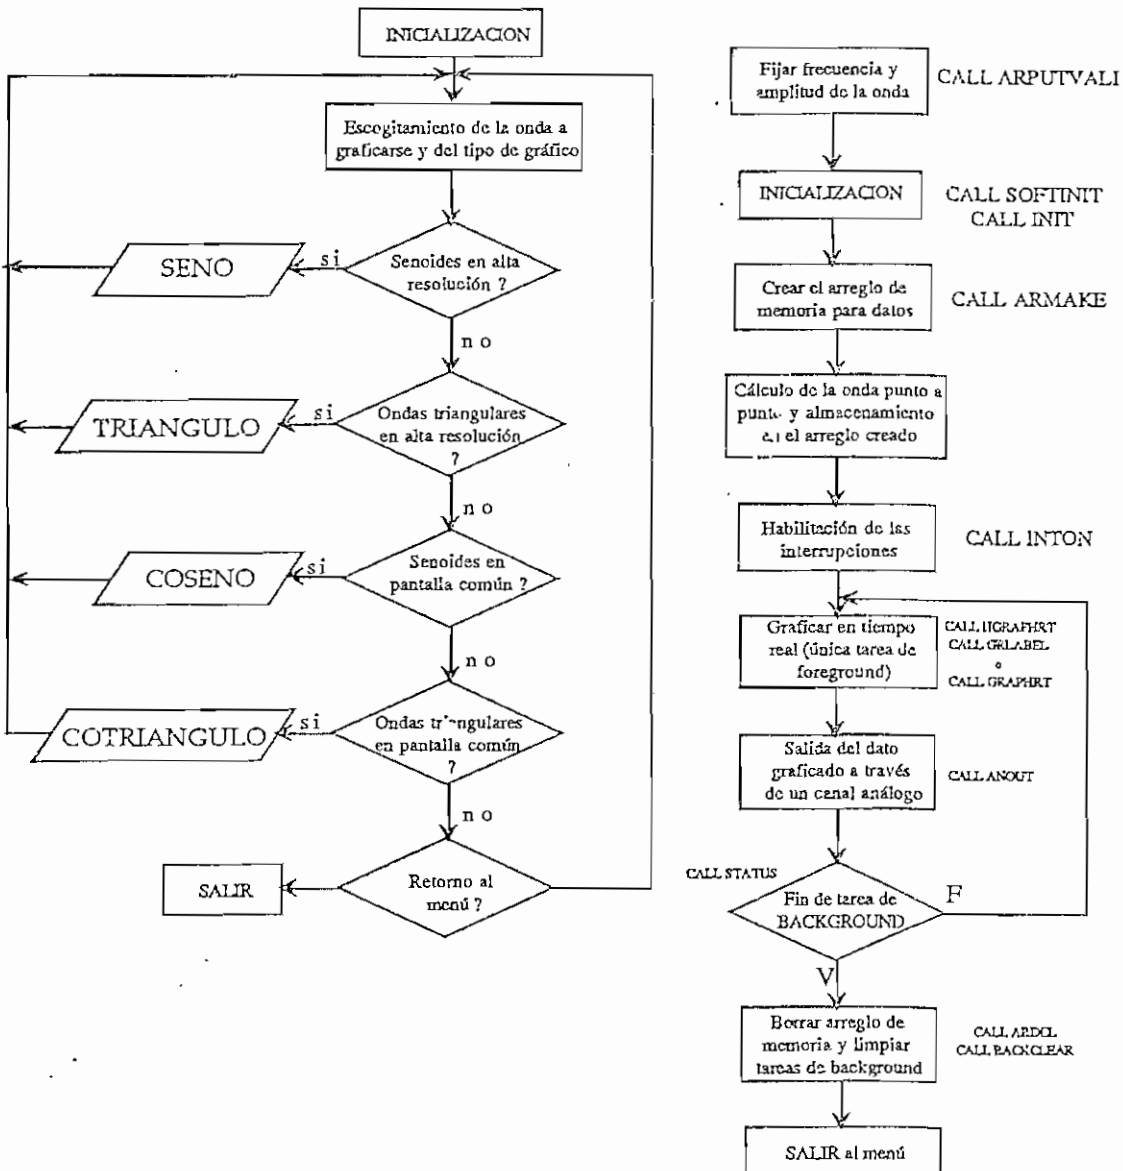 INICIALIZACION
Escogitamiento de la onda a
graficarse y del tipo de gráfico
Senoides en alta
resolución ?
si
SENO
no
Ondas triangulares
en alta resolución
?
si
TRIANGULO
no
Senoides en
pantalla común ?
si
COSENO
no
Ondas triangulares
en pantalla común
?
si
COTRIANGULO
no
Retorno al
menú ?
SALIR
Fijar frecuencia y
amplitud de la onda
CALL ARPUTVALI
INICIALIZACION
CALL SOFTINIT
CALL INIT
Crear el arreglo de
memoria para datos
CALL ARMAKE
Cálculo de la onda punto a
punto y almacenamiento
en el arreglo creado
Habilitación de las
interrupciones
CALL INTON
Graficar en tiempo
real (única tarea de
foreground)
CALL HGRAPHRT
CALL GRLABEL
o
CALL GRAPHRT
Salida del dato
graficado a través
de un canal análogo
CALL ANOUT
CALL STATUS
Fin de tarea de
BACKGROUND
F
V
Borrar arreglo de
memoria y limpiar
tareas de background
CALL ARDEL
CALL BACKCLEAR
SALIR al menú